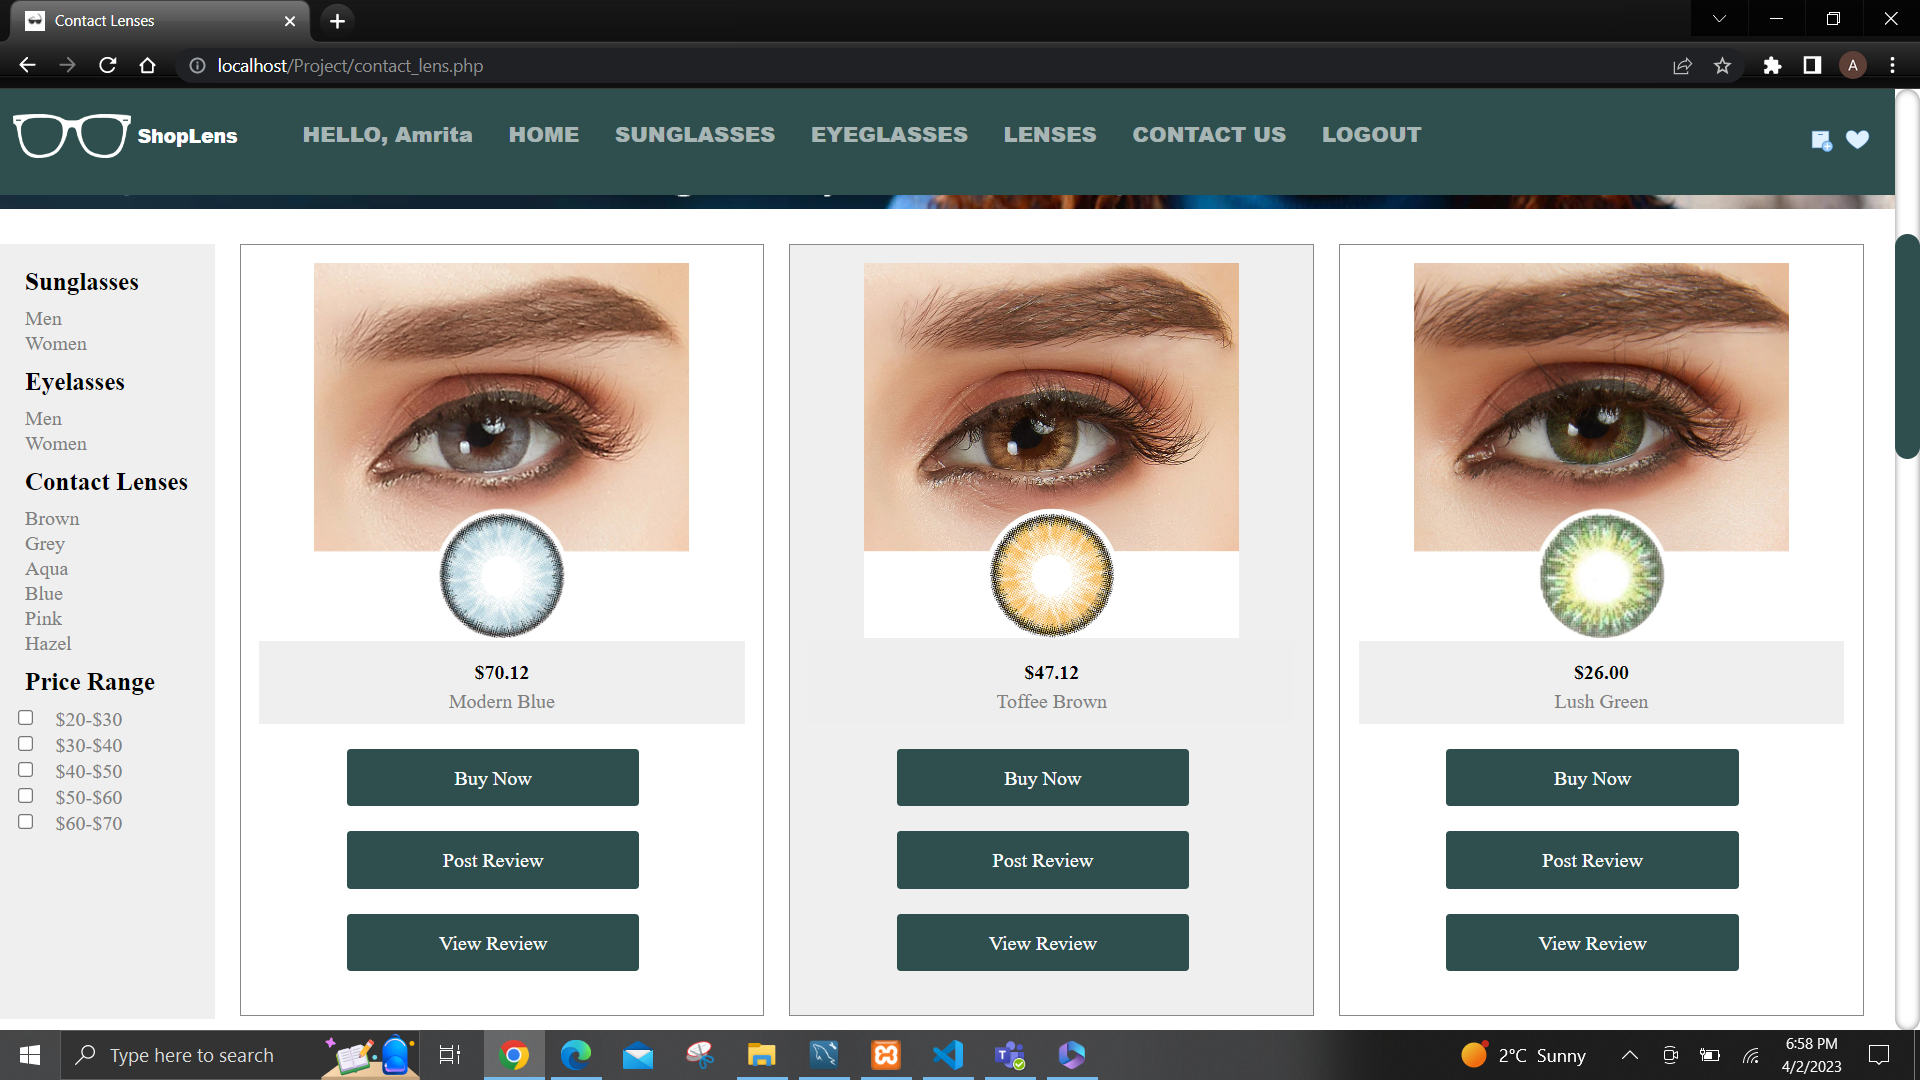 Contact Lenses
localhost/Project/contact_lens.php
A
ShopLens
HELLO, Amrita HOME SUNGLASSES EYEGLASSES LENSES CONTACT US LOGOUT
Sunglasses
Men
Women
Eyelasses
Men
Women
Contact Lenses
Brown
Grey
Aqua
Blue
Pink
Hazel
Price Range
$20-$30
$30-$40
$40-$50
$50-$60
$60-$70
$70.12
Modern Blue
Buy Now
Post Review
View Review
$47.12
Toffee Brown
Buy Now
Post Review
View Review
$26.00
Lush Green
Buy Now
Post Review
View Review
Type here to search
2°C Sunny
6:58 PM
4/2/2023